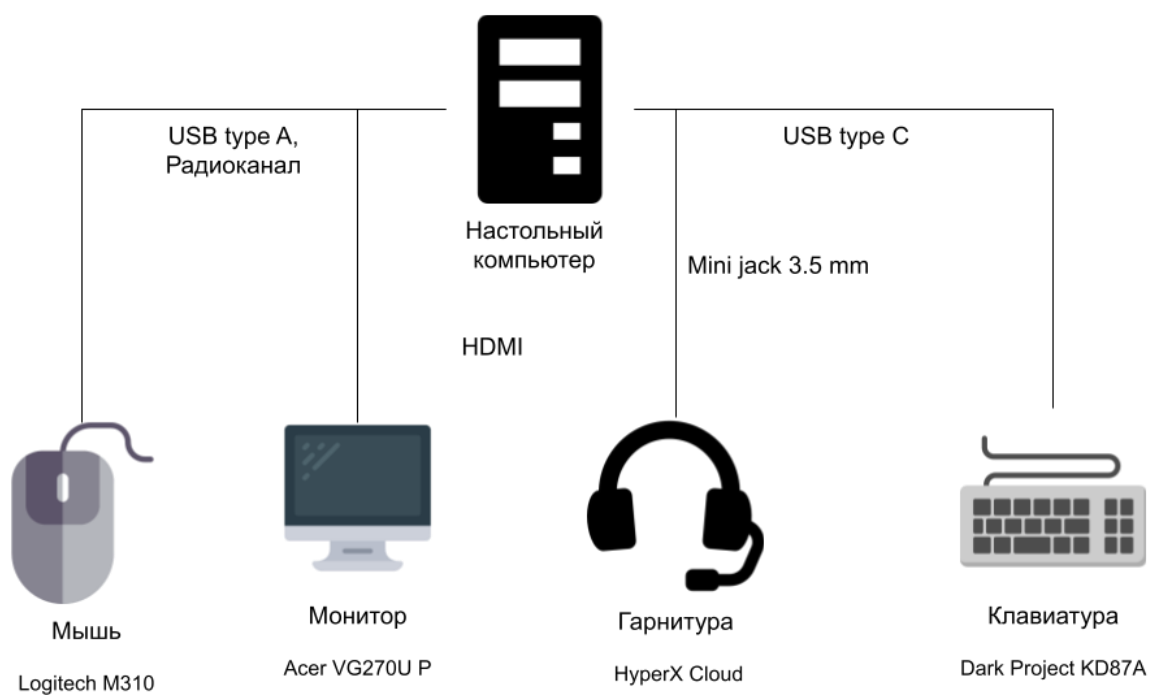 USB type A,
Радиоканал
USB type C
Настольный
компьютер
Mini jack 3.5 mm
HDMI
Мышь
Монитор
Гарнитура
Клавиатура
Logitech M310
Acer VG270U P
HyperX Cloud
Dark Project KD87A